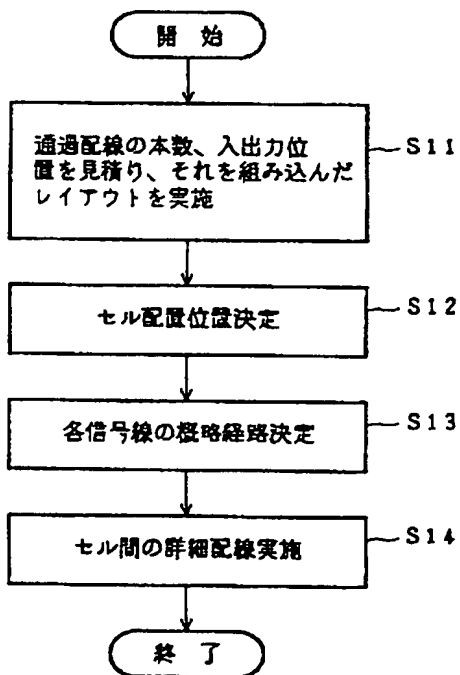 開 始
通過配線の本数、入出力位
置を見積り、それを組み込んだ
レイアウトを実施
S11
セル配置位置決定
S12
各信号線の概略経路決定
S13
セル間の詳細配線実施
S14
終 了